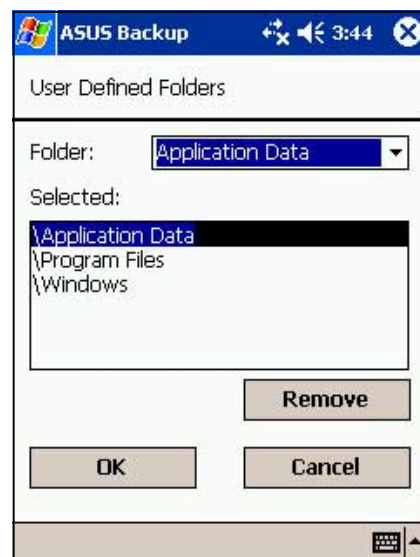 ASUS Backup 3:44
User Defined Folders
Folder: Application Data
Selected:
\Application Data
\Program Files
\Windows
Remove
OK Cancel